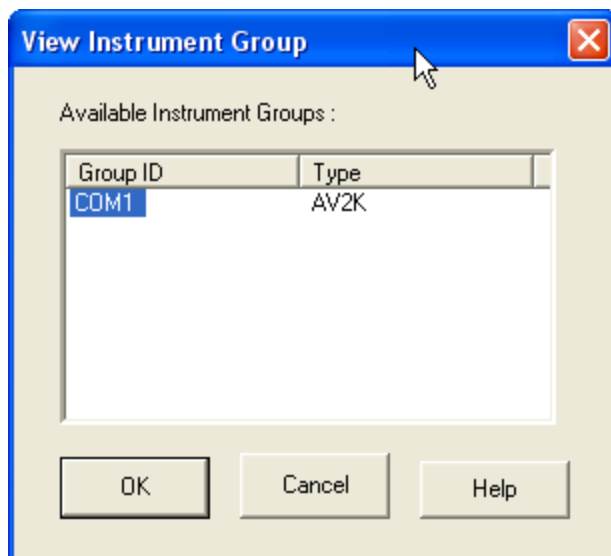 View Instrument Group
Available Instrument Groups :
Group ID Type
COM1 AV2K
OK Cancel Help